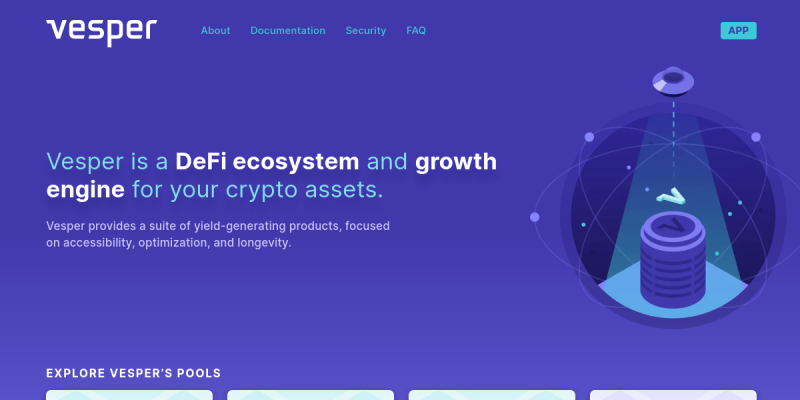 vesper
About Documentation Security FAQ
APP
Vesper is a DeFi ecosystem and growth
engine for your crypto assets.
Vesper provides a suite of yield-generating products, focused
on accessibility, optimization, and longevity.
EXPLORE VESPER'S POOLS